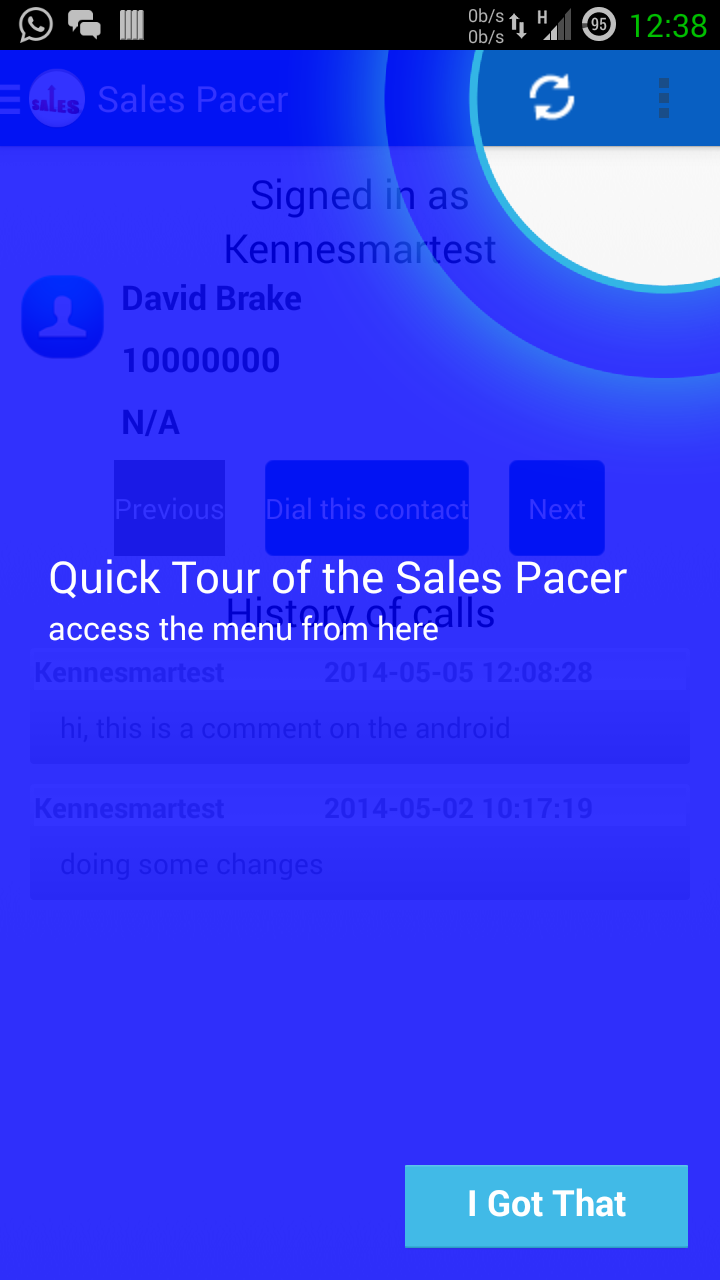 0b/s
0b/s
H
95
12:38
SALES
Sales Pacer
Signed in as
Kennesmartest
David Brake
10000000
N/A
Previous
Dial this contact
Next
Quick Tour of the Sales Pacer
History of calls
access the menu from here
Kennesmartest 2014-05-05 12:08:28
hi, this is a comment on the android
Kennesmartest 2014-05-02 10:17:19
doing some changes
I Got That